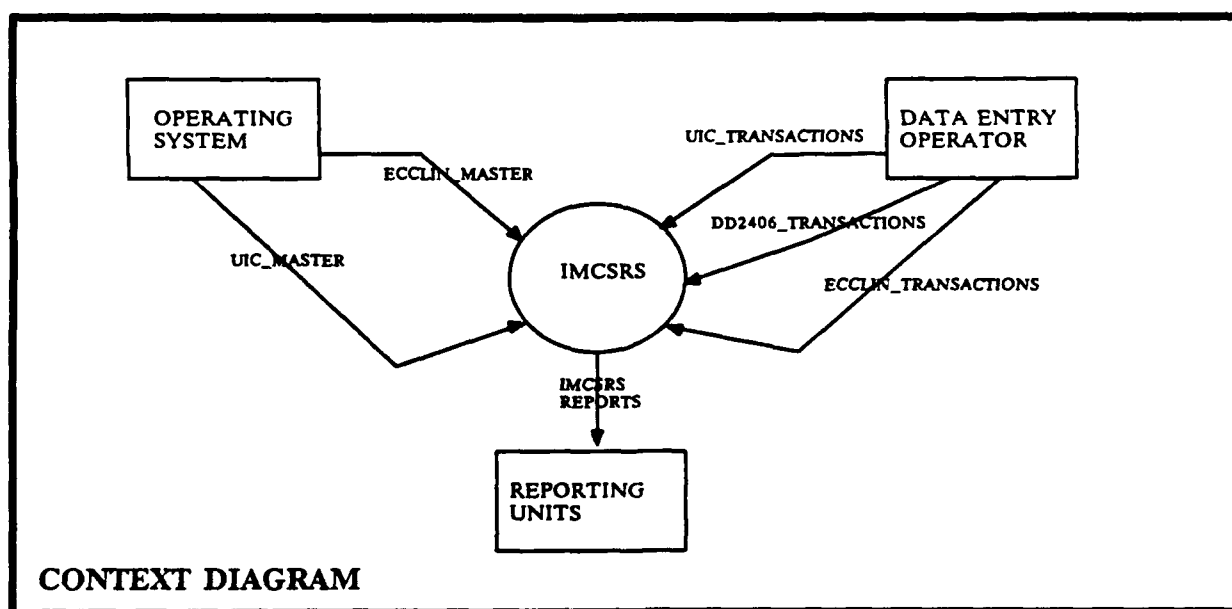 OPERATING
SYSTEM
DATA ENTRY
OPERATOR
UIC_TRANSACTIONS
ECCLIN_MASTER
DD2406_TRANSACTIONS
UIC_MASTER
IMCSRS
ECCLIN_TRANSACTIONS
IMCSRS
REPORTS
REPORTING
UNITS
CONTEXT DIAGRAM